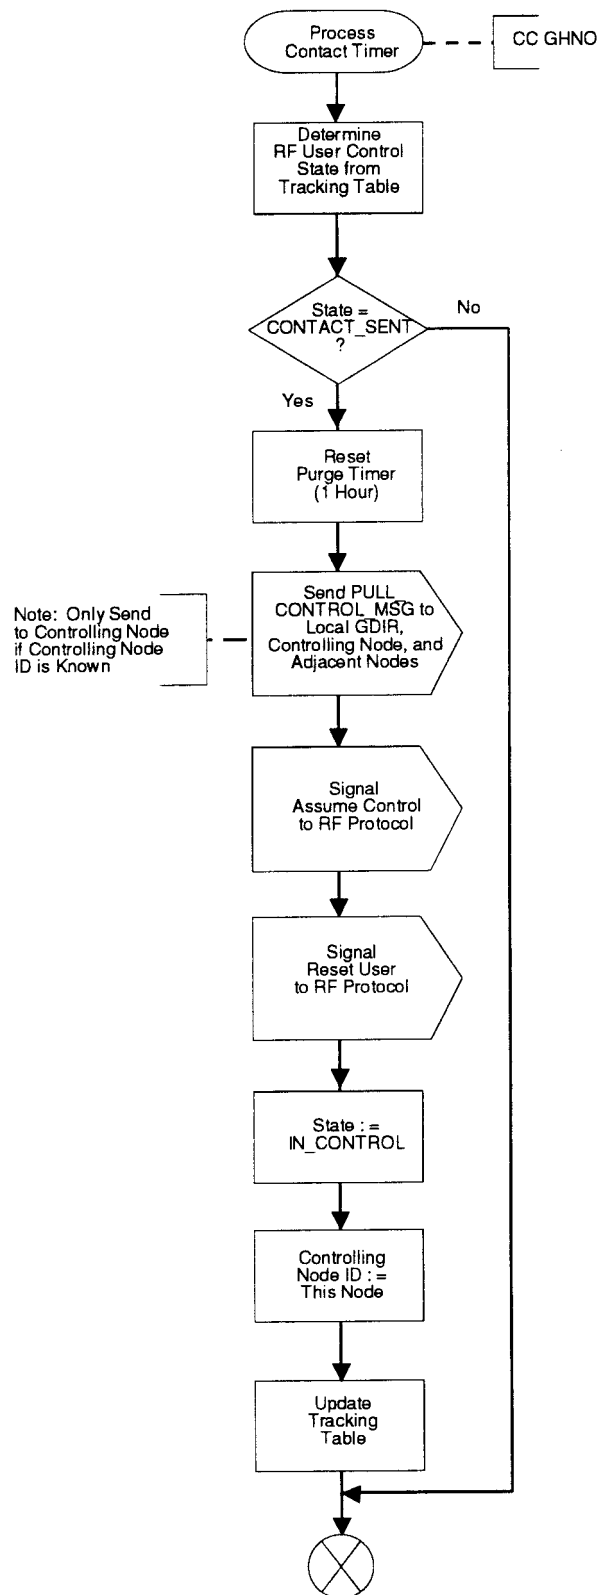 Process
Contact Timer
CC GHNO
Determine
RF User Control
State from
Tracking Table
State =
CONTACT_SENT
?
No
Yes
Reset
Purge Timer
(1 Hour)
Note: Only Send
to Controlling Node
if Controlling Node
ID is Known
Send PULL
CONTROL_MSG to
Local GDIR,
Controlling Node, and
Adjacent Nodes
Signal
Assume Control
to RF Protocol
Signal
Reset User
to RF Protocol
State : =
IN_CONTROL
Controlling
Node ID : =
This Node
Update
Tracking
Table